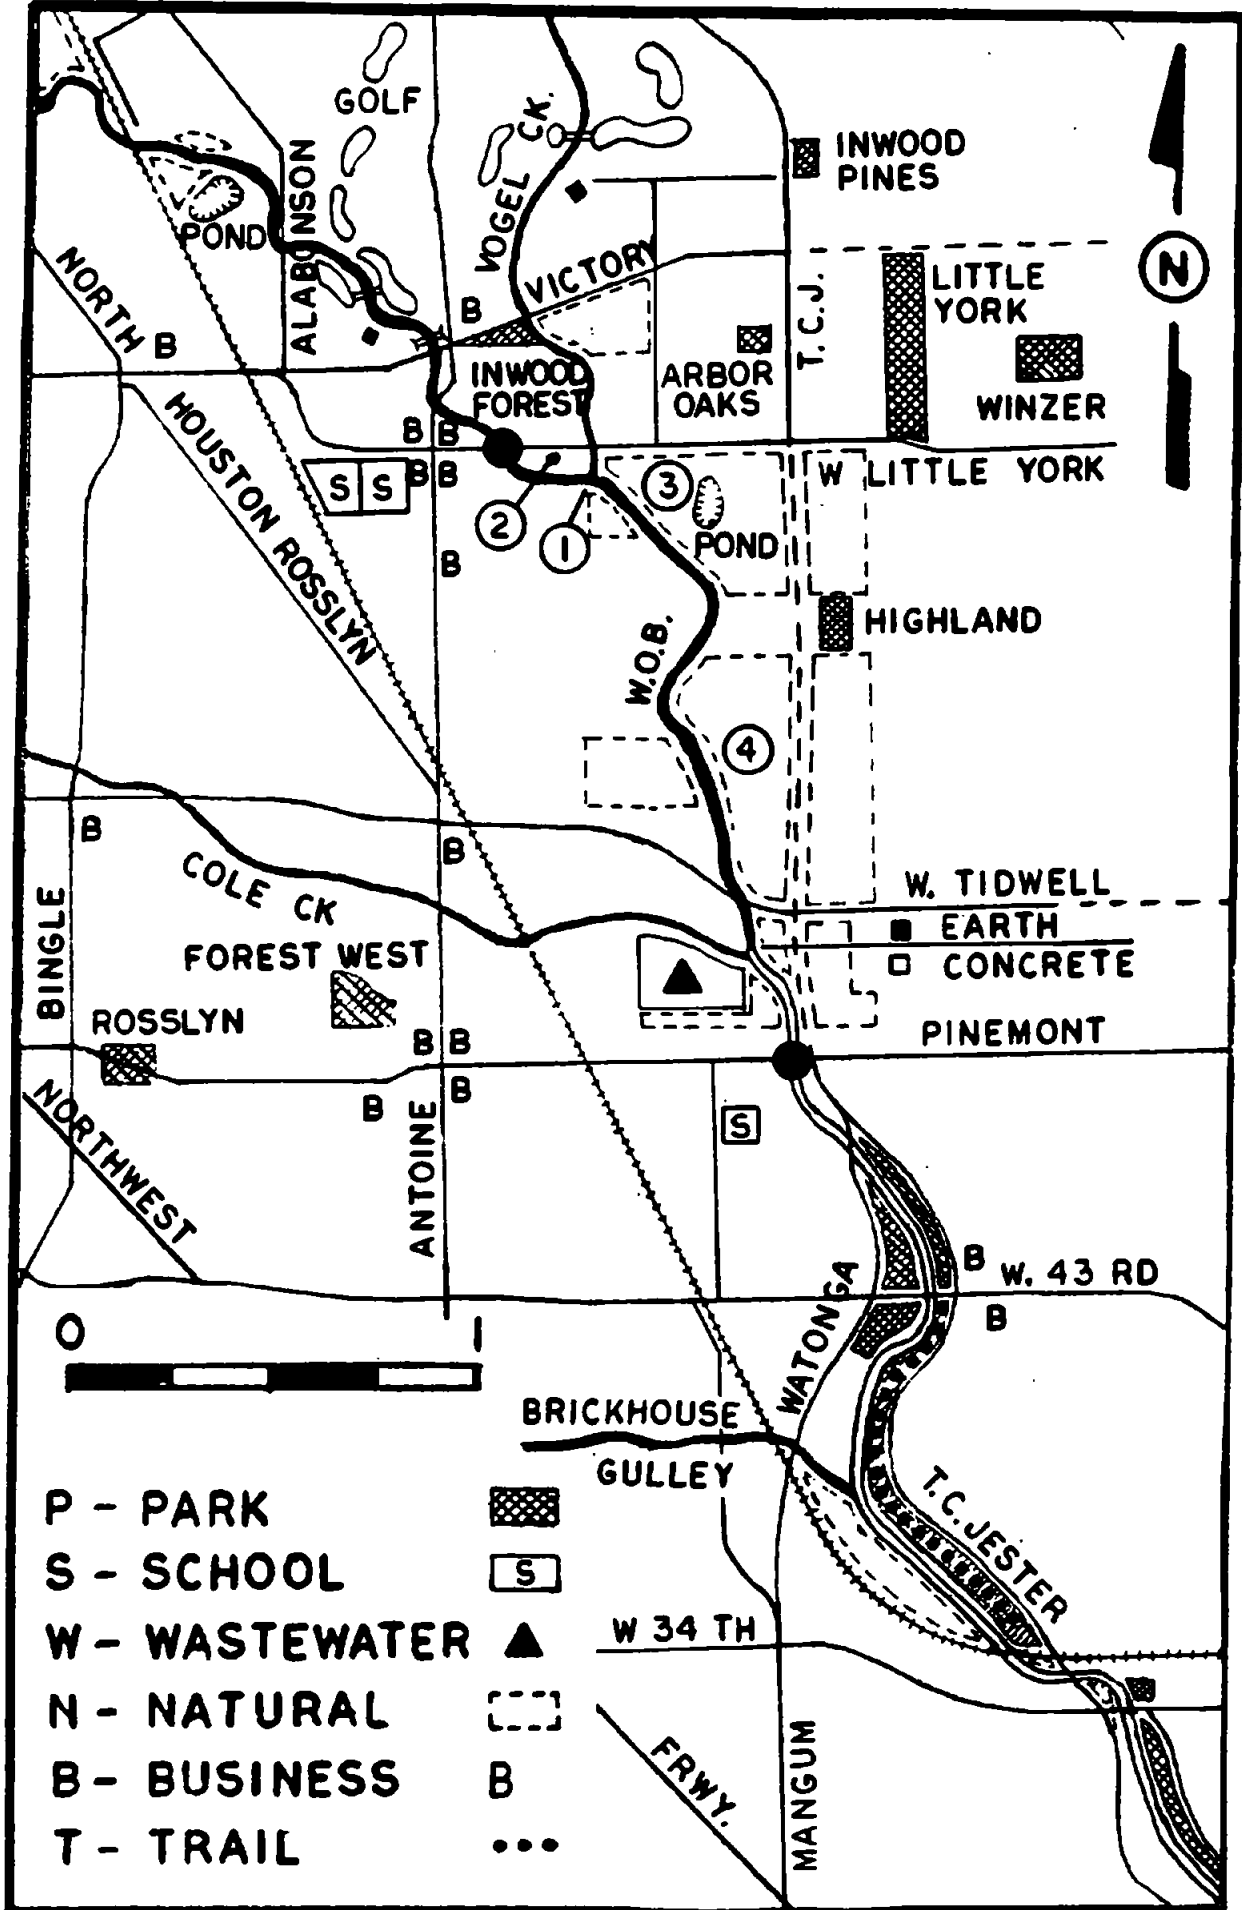 GOLF
VOGEL CK.
INWOOD
PINES
ALABONSON
POND
NORTH
VICTORY
B
B
T.C.J.
LITTLE
YORK
WINZER
INWOOD
FOREST
ARBOR
OAKS
HOUSTON ROSSLYN
B B
B B
W LITTLE YORK
S S
3
2
1
POND
B
HIGHLAND
W.O.B.
4
B
B
COLE CK
W. TIDWELL
EARTH
CONCRETE
BINGLE
FOREST WEST
ROSSLYN
PINEMONT
B B
B B
NORTHWEST
ANTOINE
S
B
W. 43 RD
B
WATONGA
0 1
BRICKHOUSE
GULLEY
T.C. JESTER
P - PARK
S - SCHOOL S
W - WASTEWATER
N - NATURAL
B - BUSINESS B
T - TRAIL
W 34 TH
FRWY.
MANGUM
N